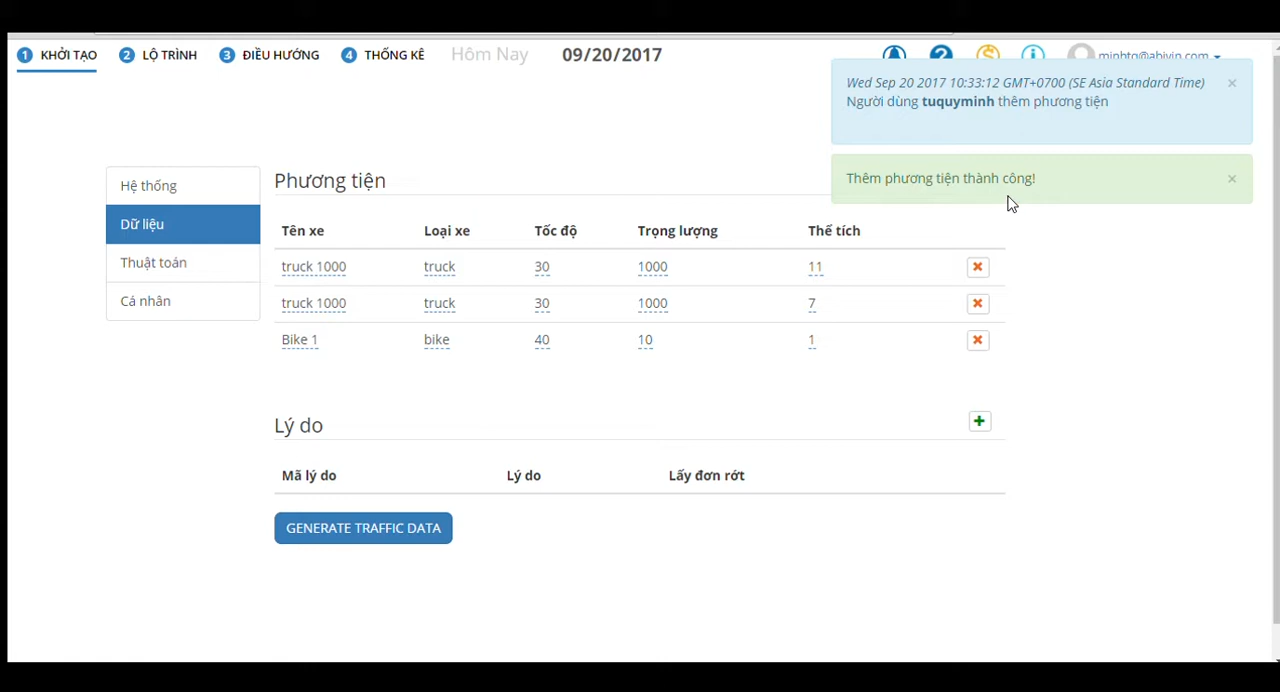 1 KHỞI TẠO 2 LỘ TRÌNH 3 ĐIỀU HƯỚNG 4 THỐNG KÊ Hôm Nay 09/20/2017
Wed Sep 20 2017 10:33:12 GMT+0700 (SE Asia Standard Time) ×
Người dùng tuquyminh thêm phương tiện
Thêm phương tiện thành công! ×
Hệ thống
Dữ liệu
Thuật toán
Cá nhân
Phương tiện
Tên xe Loại xe Tốc độ Trọng lượng Thể tích
truck 1000 truck 30 1000 11
truck 1000 truck 30 1000 7
Bike 1 bike 40 10 1
Lý do
Mã lý do Lý do Lấy đơn rớt
GENERATE TRAFFIC DATA